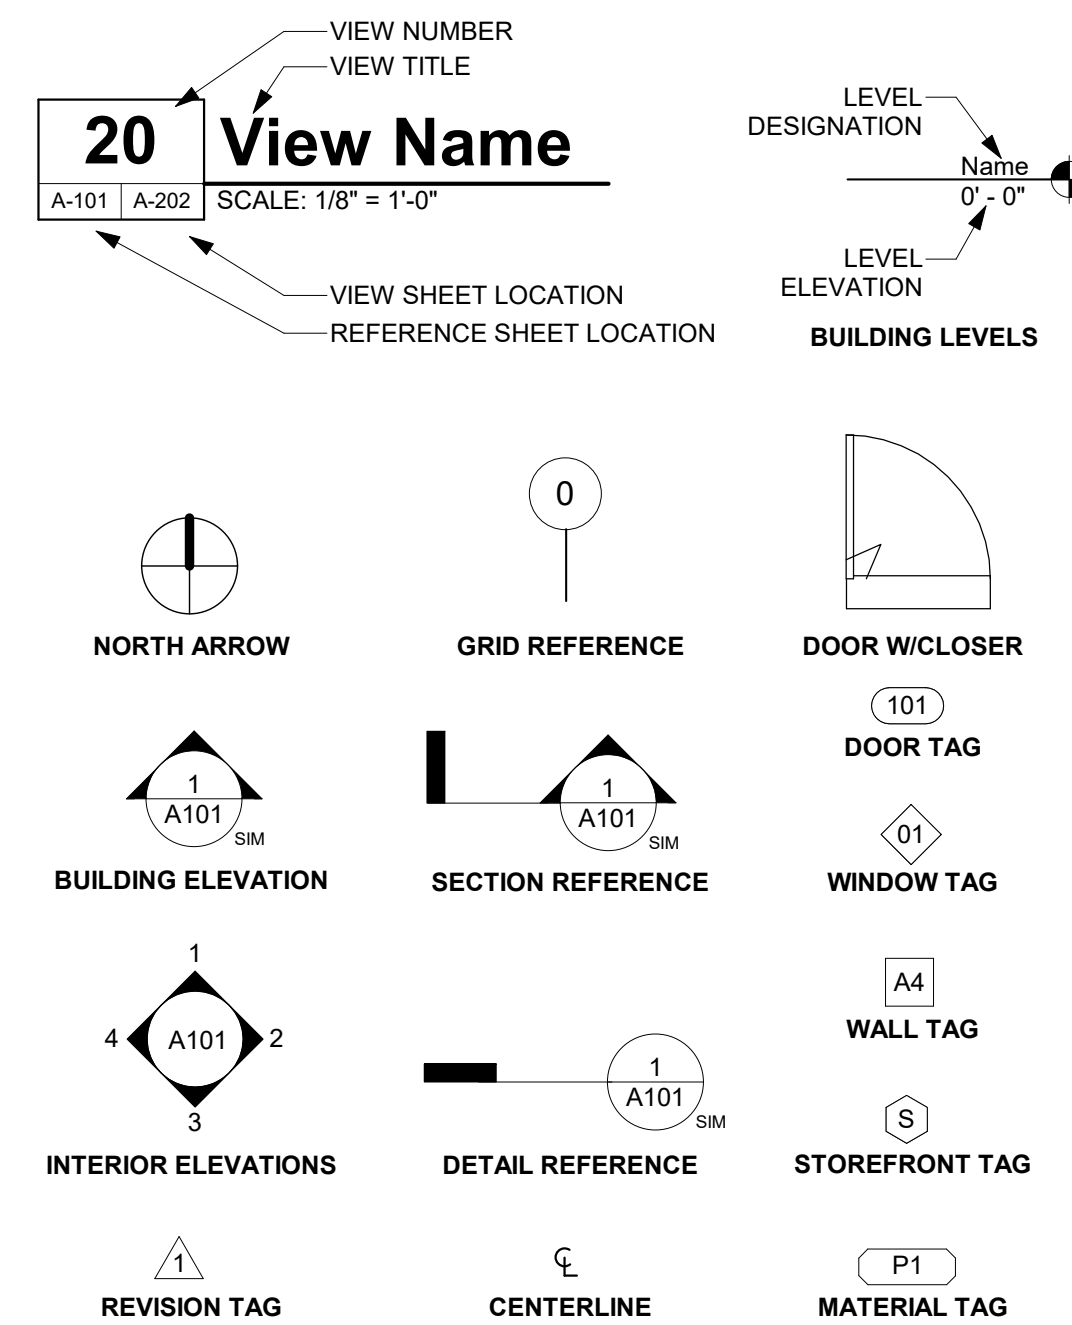 VIEW NUMBER
VIEW TITLE
20
View Name
A-101
A-202
SCALE: 1/8" = 1'-0"
VIEW SHEET LOCATION
REFERENCE SHEET LOCATION
LEVEL
DESIGNATION
Name
0' - 0"
LEVEL
ELEVATION
BUILDING LEVELS
NORTH ARROW
0
GRID REFERENCE
DOOR W/CLOSER
101
DOOR TAG
1
A101
SIM
BUILDING ELEVATION
1
A101
SIM
SECTION REFERENCE
01
WINDOW TAG
1
4
A101
2
3
INTERIOR ELEVATIONS
1
A101
SIM
DETAIL REFERENCE
A4
WALL TAG
S
STOREFRONT TAG
1
REVISION TAG
℄
CENTERLINE
P1
MATERIAL TAG